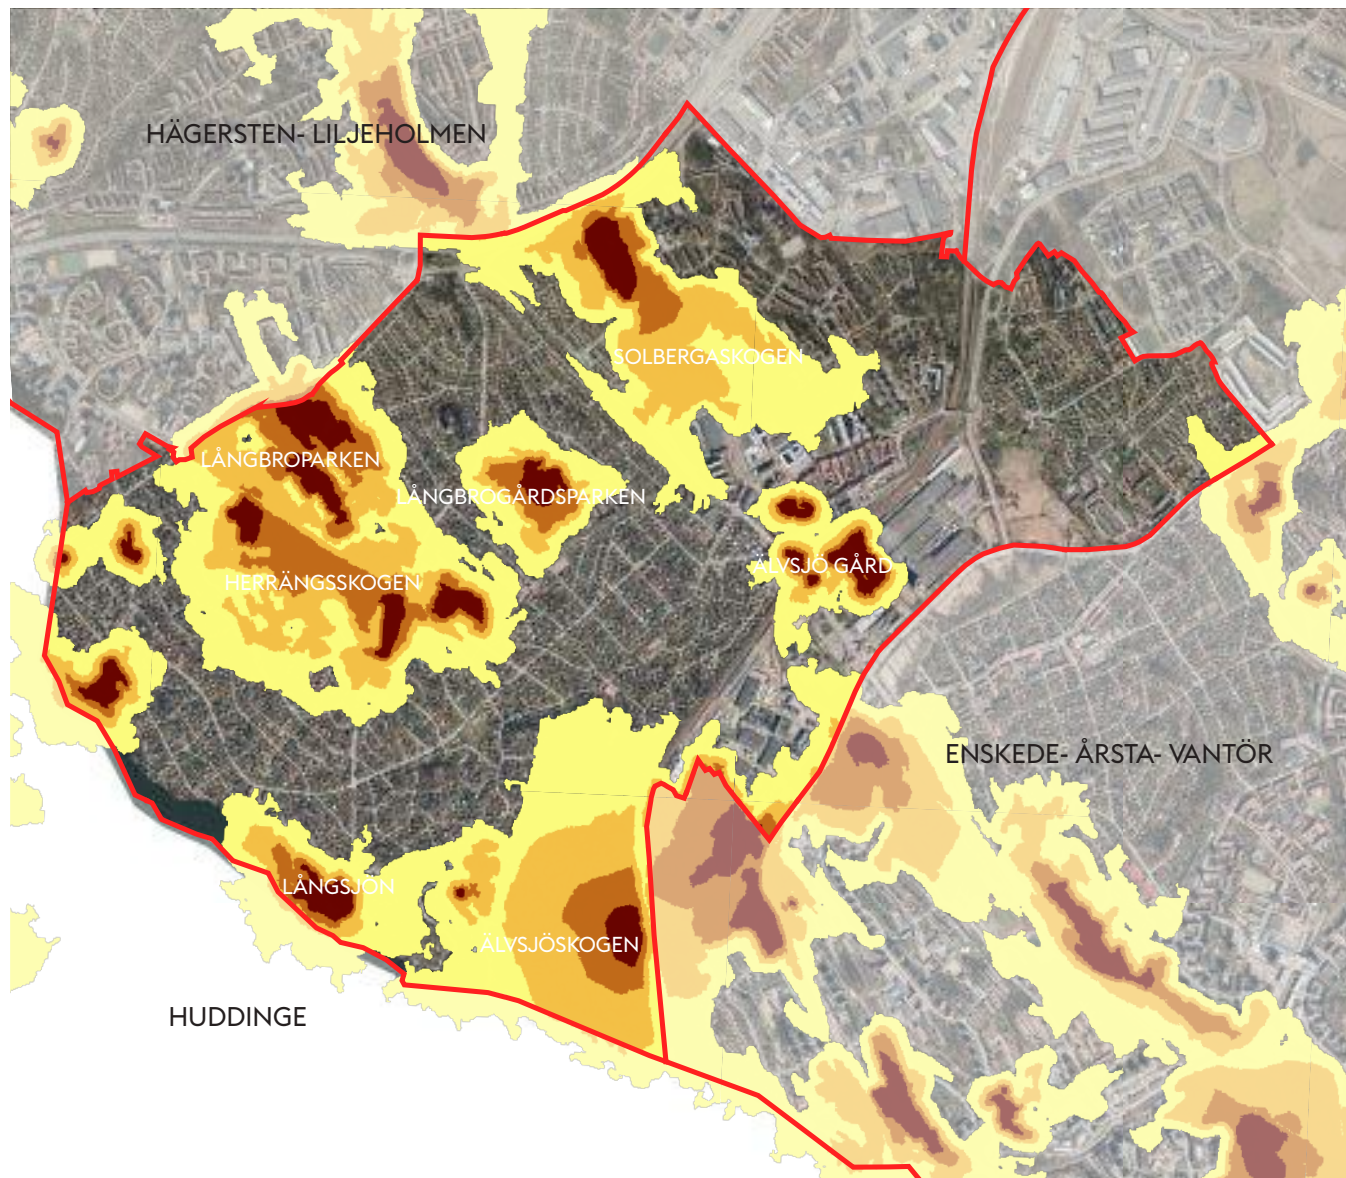 HÄGERSTEN- LILJEHOLMEN
SOLBERGASKOGEN
LÅNGBROPARKEN
LÅNGBROGÅRDSPARKEN
ÄLVSJÖ GÅRD
HERRÄNGSSKOGEN
ENSKEDE- ÅRSTA- VANTÖR
LÅNGSJÖN
ÄLVSJÖSKOGEN
HUDDINGE